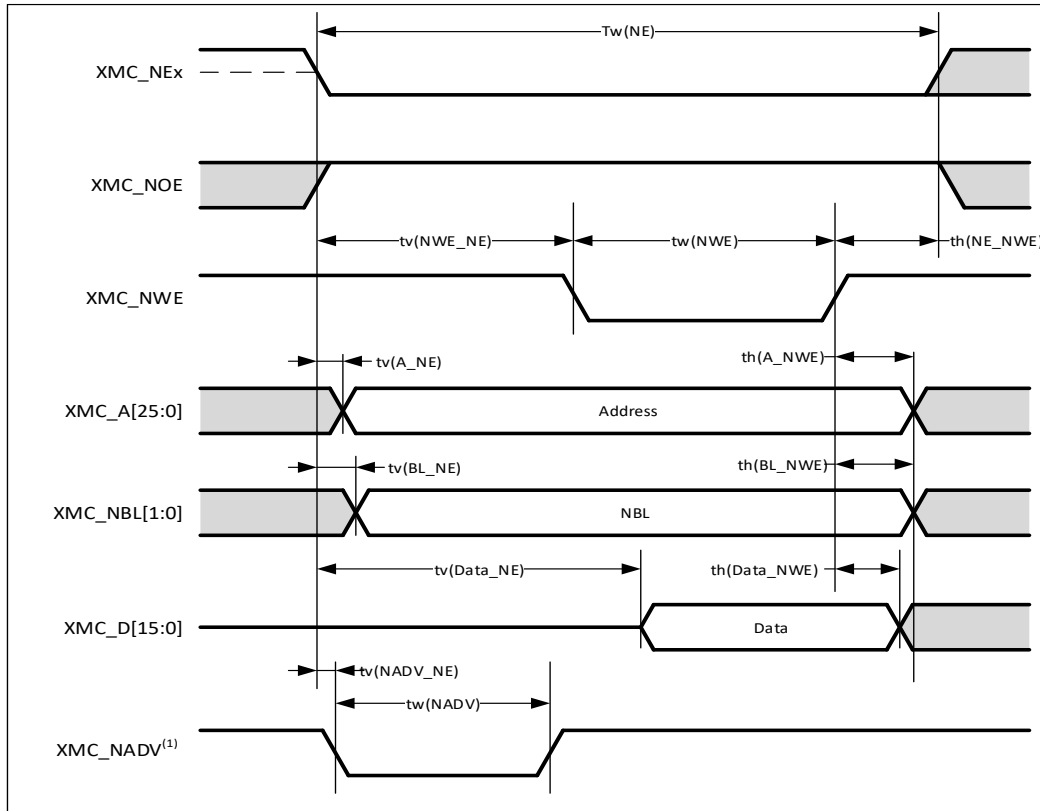 Tw(NE)
XMC_NEx
XMC_NOE
tv(NWE_NE)
tw(NWE)
th(NE_NWE)
XMC_NWE
tv(A_NE)
th(A_NWE)
XMC_A[25:0]
Address
tv(BL_NE)
th(BL_NWE)
XMC_NBL[1:0]
NBL
tv(Data_NE)
th(Data_NWE)
XMC_D[15:0]
Data
tv(NADV_NE)
tw(NADV)
XMC_NADV(1)